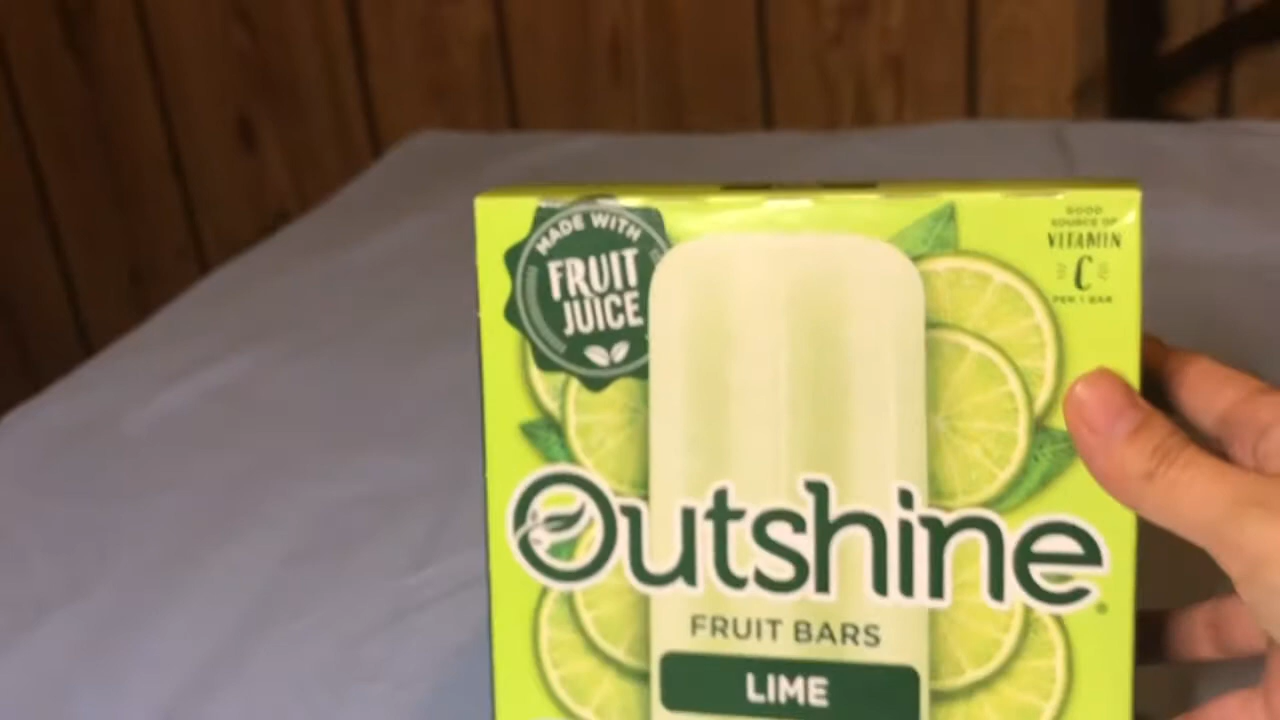 MADE WITH
FRUIT
JUICE
GOOD
SOURCE OF
VITAMIN
C
PER 1 BAR
Outshine
FRUIT BARS
LIME